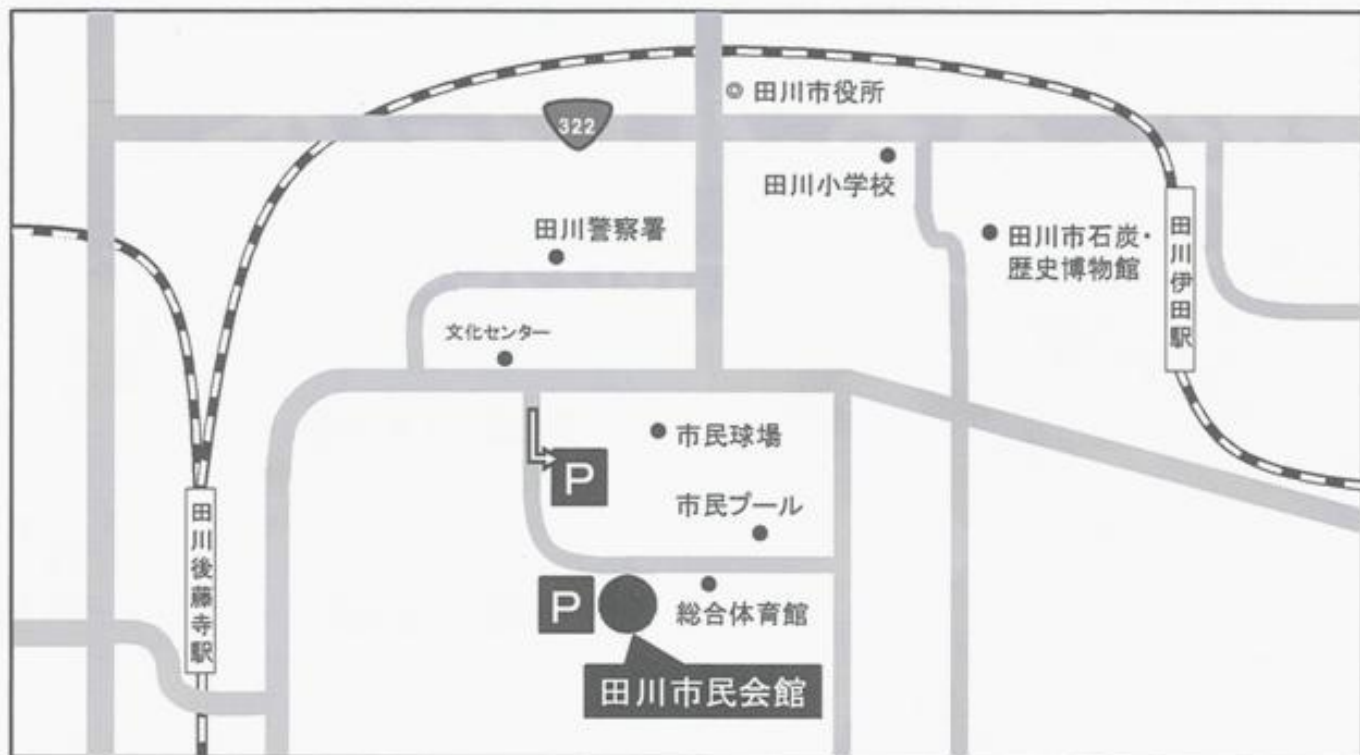 ◎ 田川市役所
322
田川小学校
田川警察署
田川市石炭・
歴史博物館
田川伊田駅
文化センター
市民球場
P
市民プール
田川後藤寺駅
P
総合体育館
田川市民会館